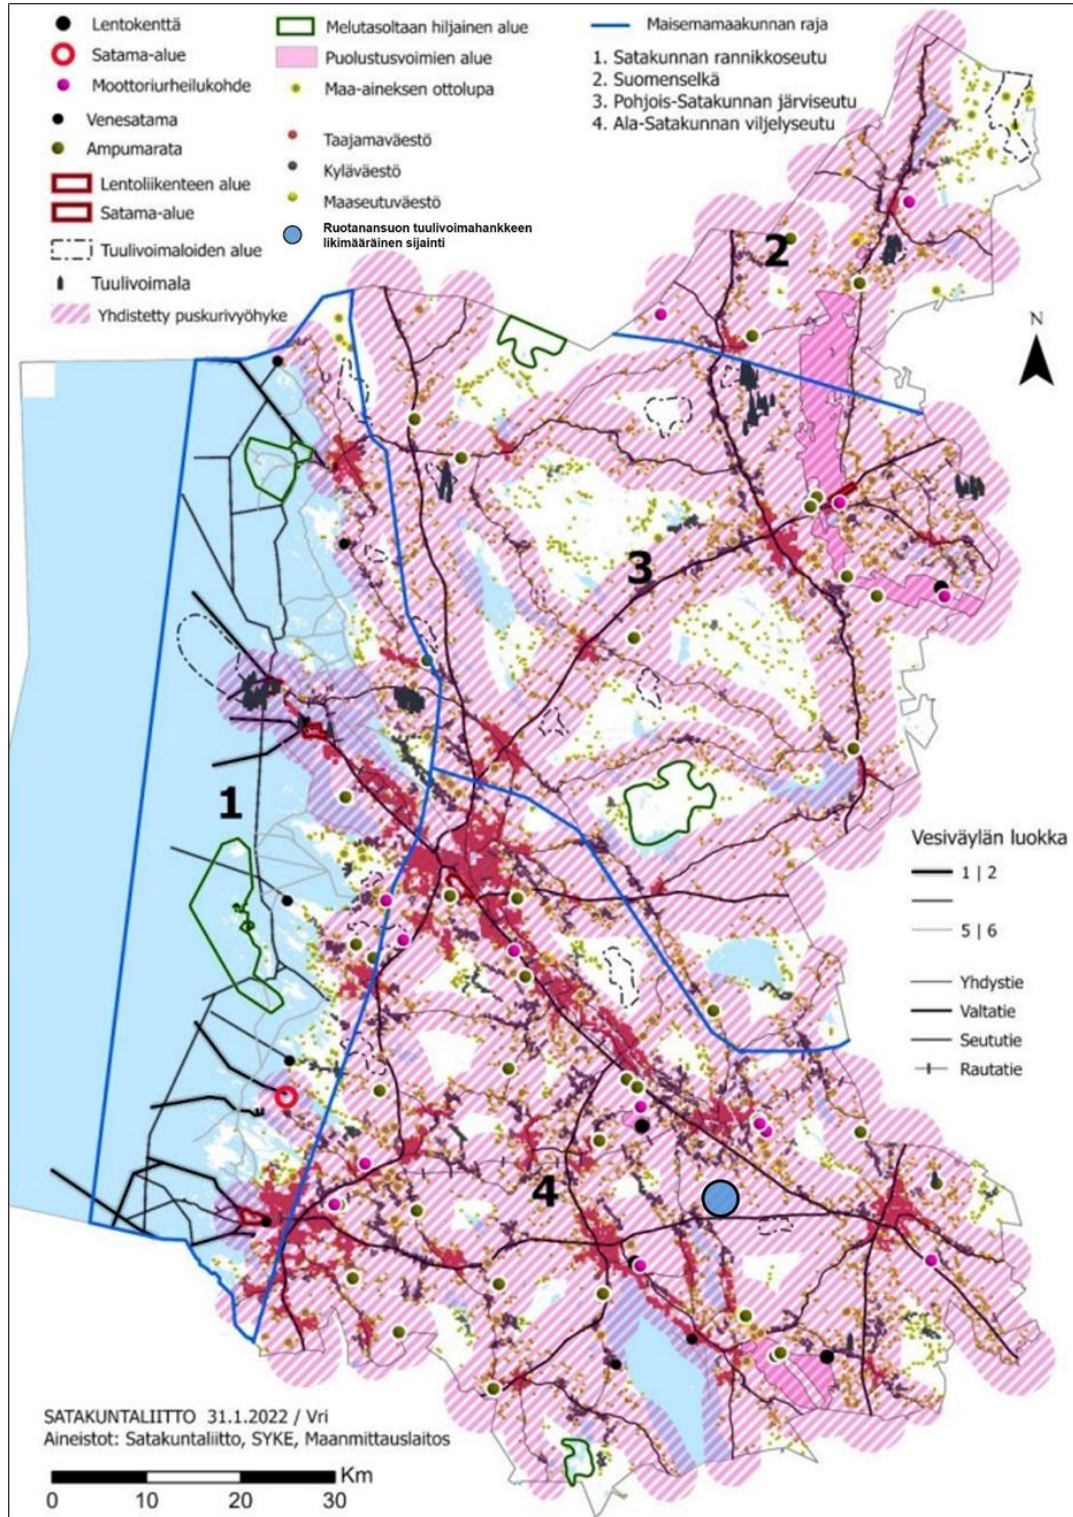 Lentokenttä
Satama-alue
Moottoriurheilukohde
Venesatama
Ampumarata
Lentoliikenteen alue
Satama-alue
Tuulivoimaloiden alue
Tuulivoimala
Yhdistetty puskurivyöhyke
Melutasoltaan hiljainen alue
Puolustusvoimien alue
Maa-aineksen ottolupa
Taajamaväestö
Kyläväestö
Maaseutuväestö
Ruotanansuon tuulivoimahankkeen
likimääräinen sijainti
Maisemamaakunnan raja
1. Satakunnan rannikkoseutu
2. Suomenselkä
3. Pohjois-Satakunnan järviseutu
4. Ala-Satakunnan viljelyseutu
2
N
3
1
4
Vesiväylän luokka
1 | 2
5 | 6
Yhdystie
Valtatie
Seututie
Rautatie
SATAKUNTALIITTO 31.1.2022 / Vri
Aineistot: Satakuntaliitto, SYKE, Maanmittauslaitos
Km
0 10 20 30